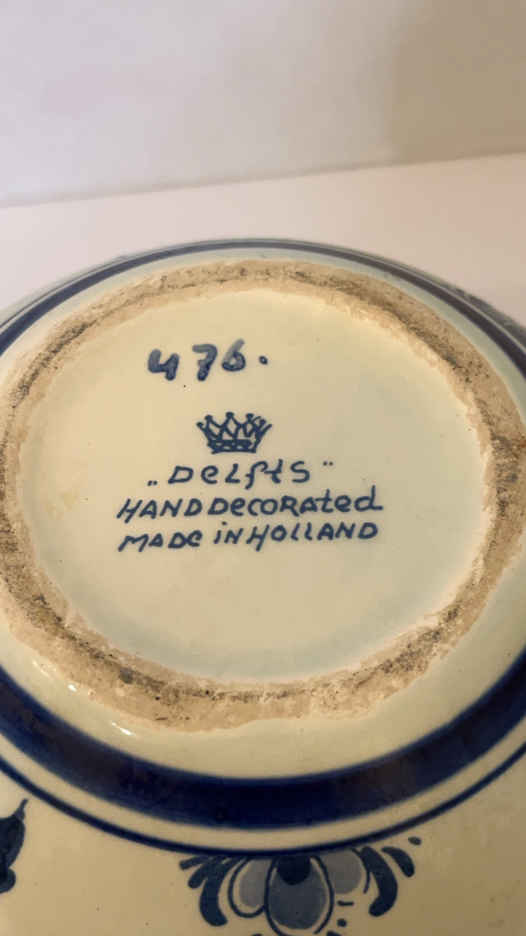 476.
„DELFTS"
HAND DecORAted
MADE in HOLLAND